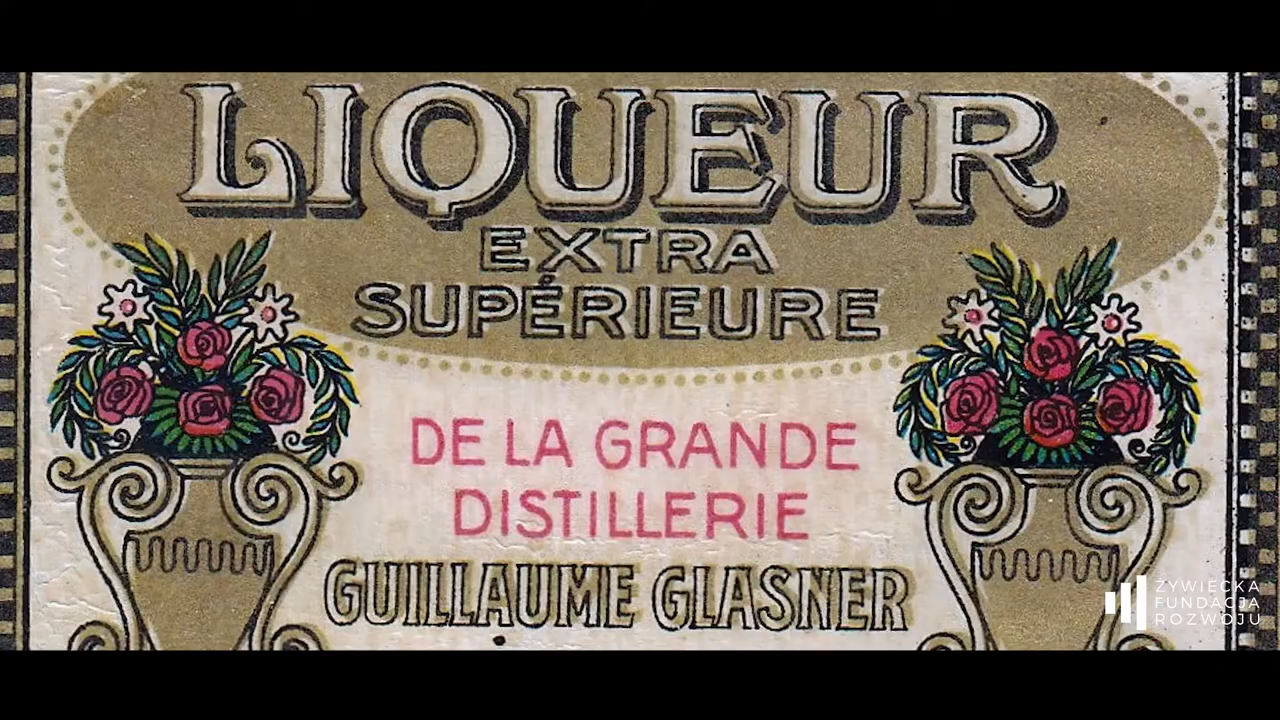 LIQUEUR
EXTRA
SUPÉRIEURE
DE LA GRANDE
DISTILLERIE
GUILLAUME GLASNER
ŻYWIECKA
FUNDACJA
ROZWOJU